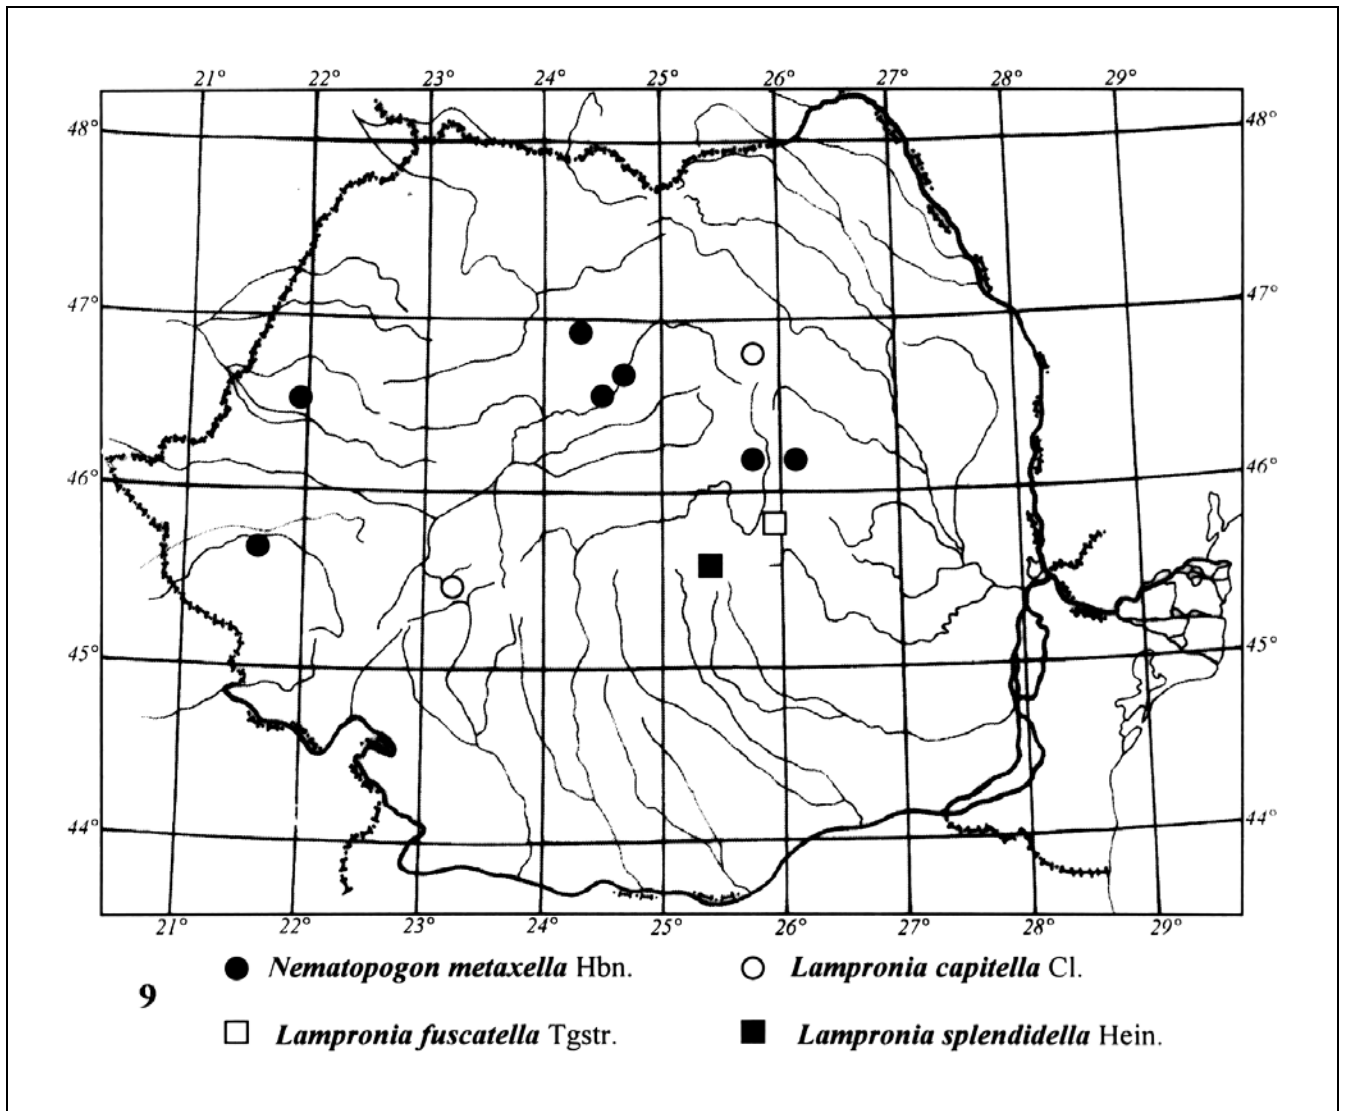 21° 22° 23° 24° 25° 26° 27° 28° 29°
48° 48°
47° 47°
46° 46°
45° 45°
44° 44°
21° 22° 23° 24° 25° 26° 27° 28° 29°
Nematopogon metaxella Hbn. Lampronia capitella Cl.
9
Lampronia fuscatella Tgstr. Lampronia splendidella Hein.